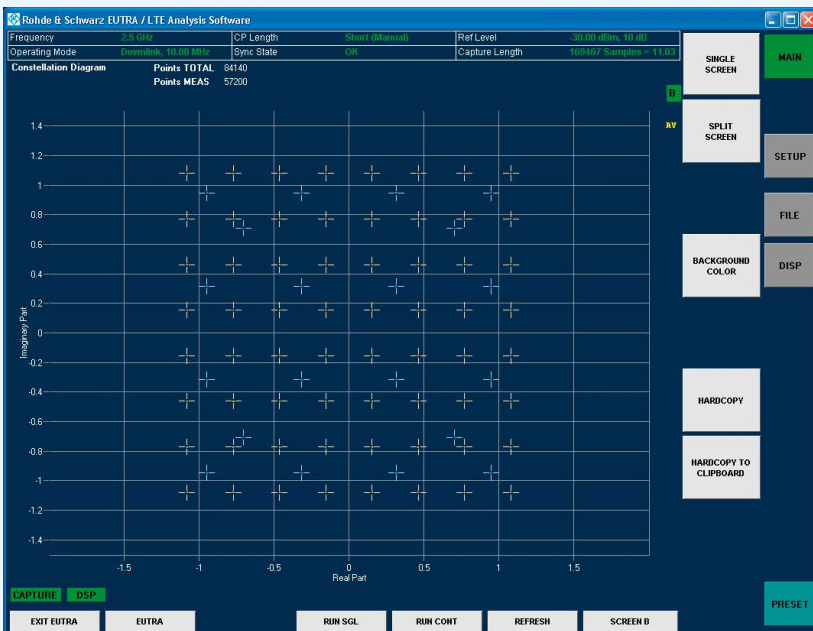 Rohde & Schwarz EUTRA / LTE Analysis Software
Frequency 2.5 GHz CP Length Short (Manual) Ref Level -30.00 dBm, 10 dB
Operating Mode Downlink, 10.00 MHz Sync State OK Capture Length 169467 Samples = 11.03
Constellation Diagram Points TOTAL 84140
Points MEAS 57200
B
AV
1.4
1.2
1
0.8
0.6
0.4
0.2
0
-0.2
-0.4
-0.6
-0.8
-1
-1.2
-1.4
Imaginary Part
-1.5 -1 -0.5 0 0.5 1 1.5
Real Part
CAPTURE DSP
EXIT EUTRA EUTRA RUN SGL RUN CONT REFRESH SCREEN B
SINGLE
SCREEN
SPLIT
SCREEN
BACKGROUND
COLOR
HARDCOPY
HARDCOPY TO
CLIPBOARD
MAIN
SETUP
FILE
DISP
PRESET